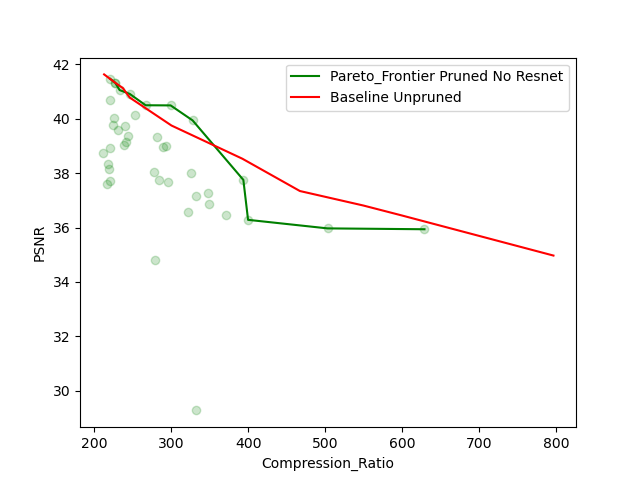 Pareto_Frontier Pruned No Resnet
Baseline Unpruned
42
40
38
36
34
32
30
PSNR
200 300 400 500 600 700 800
Compression_Ratio